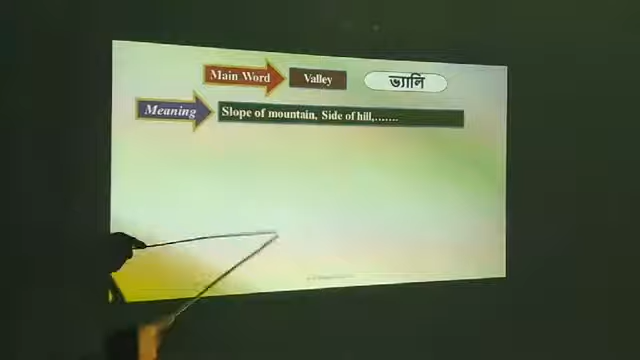 Main Word Valley ভ্যালি
Meaning Slope of mountain, Side of hill,.......